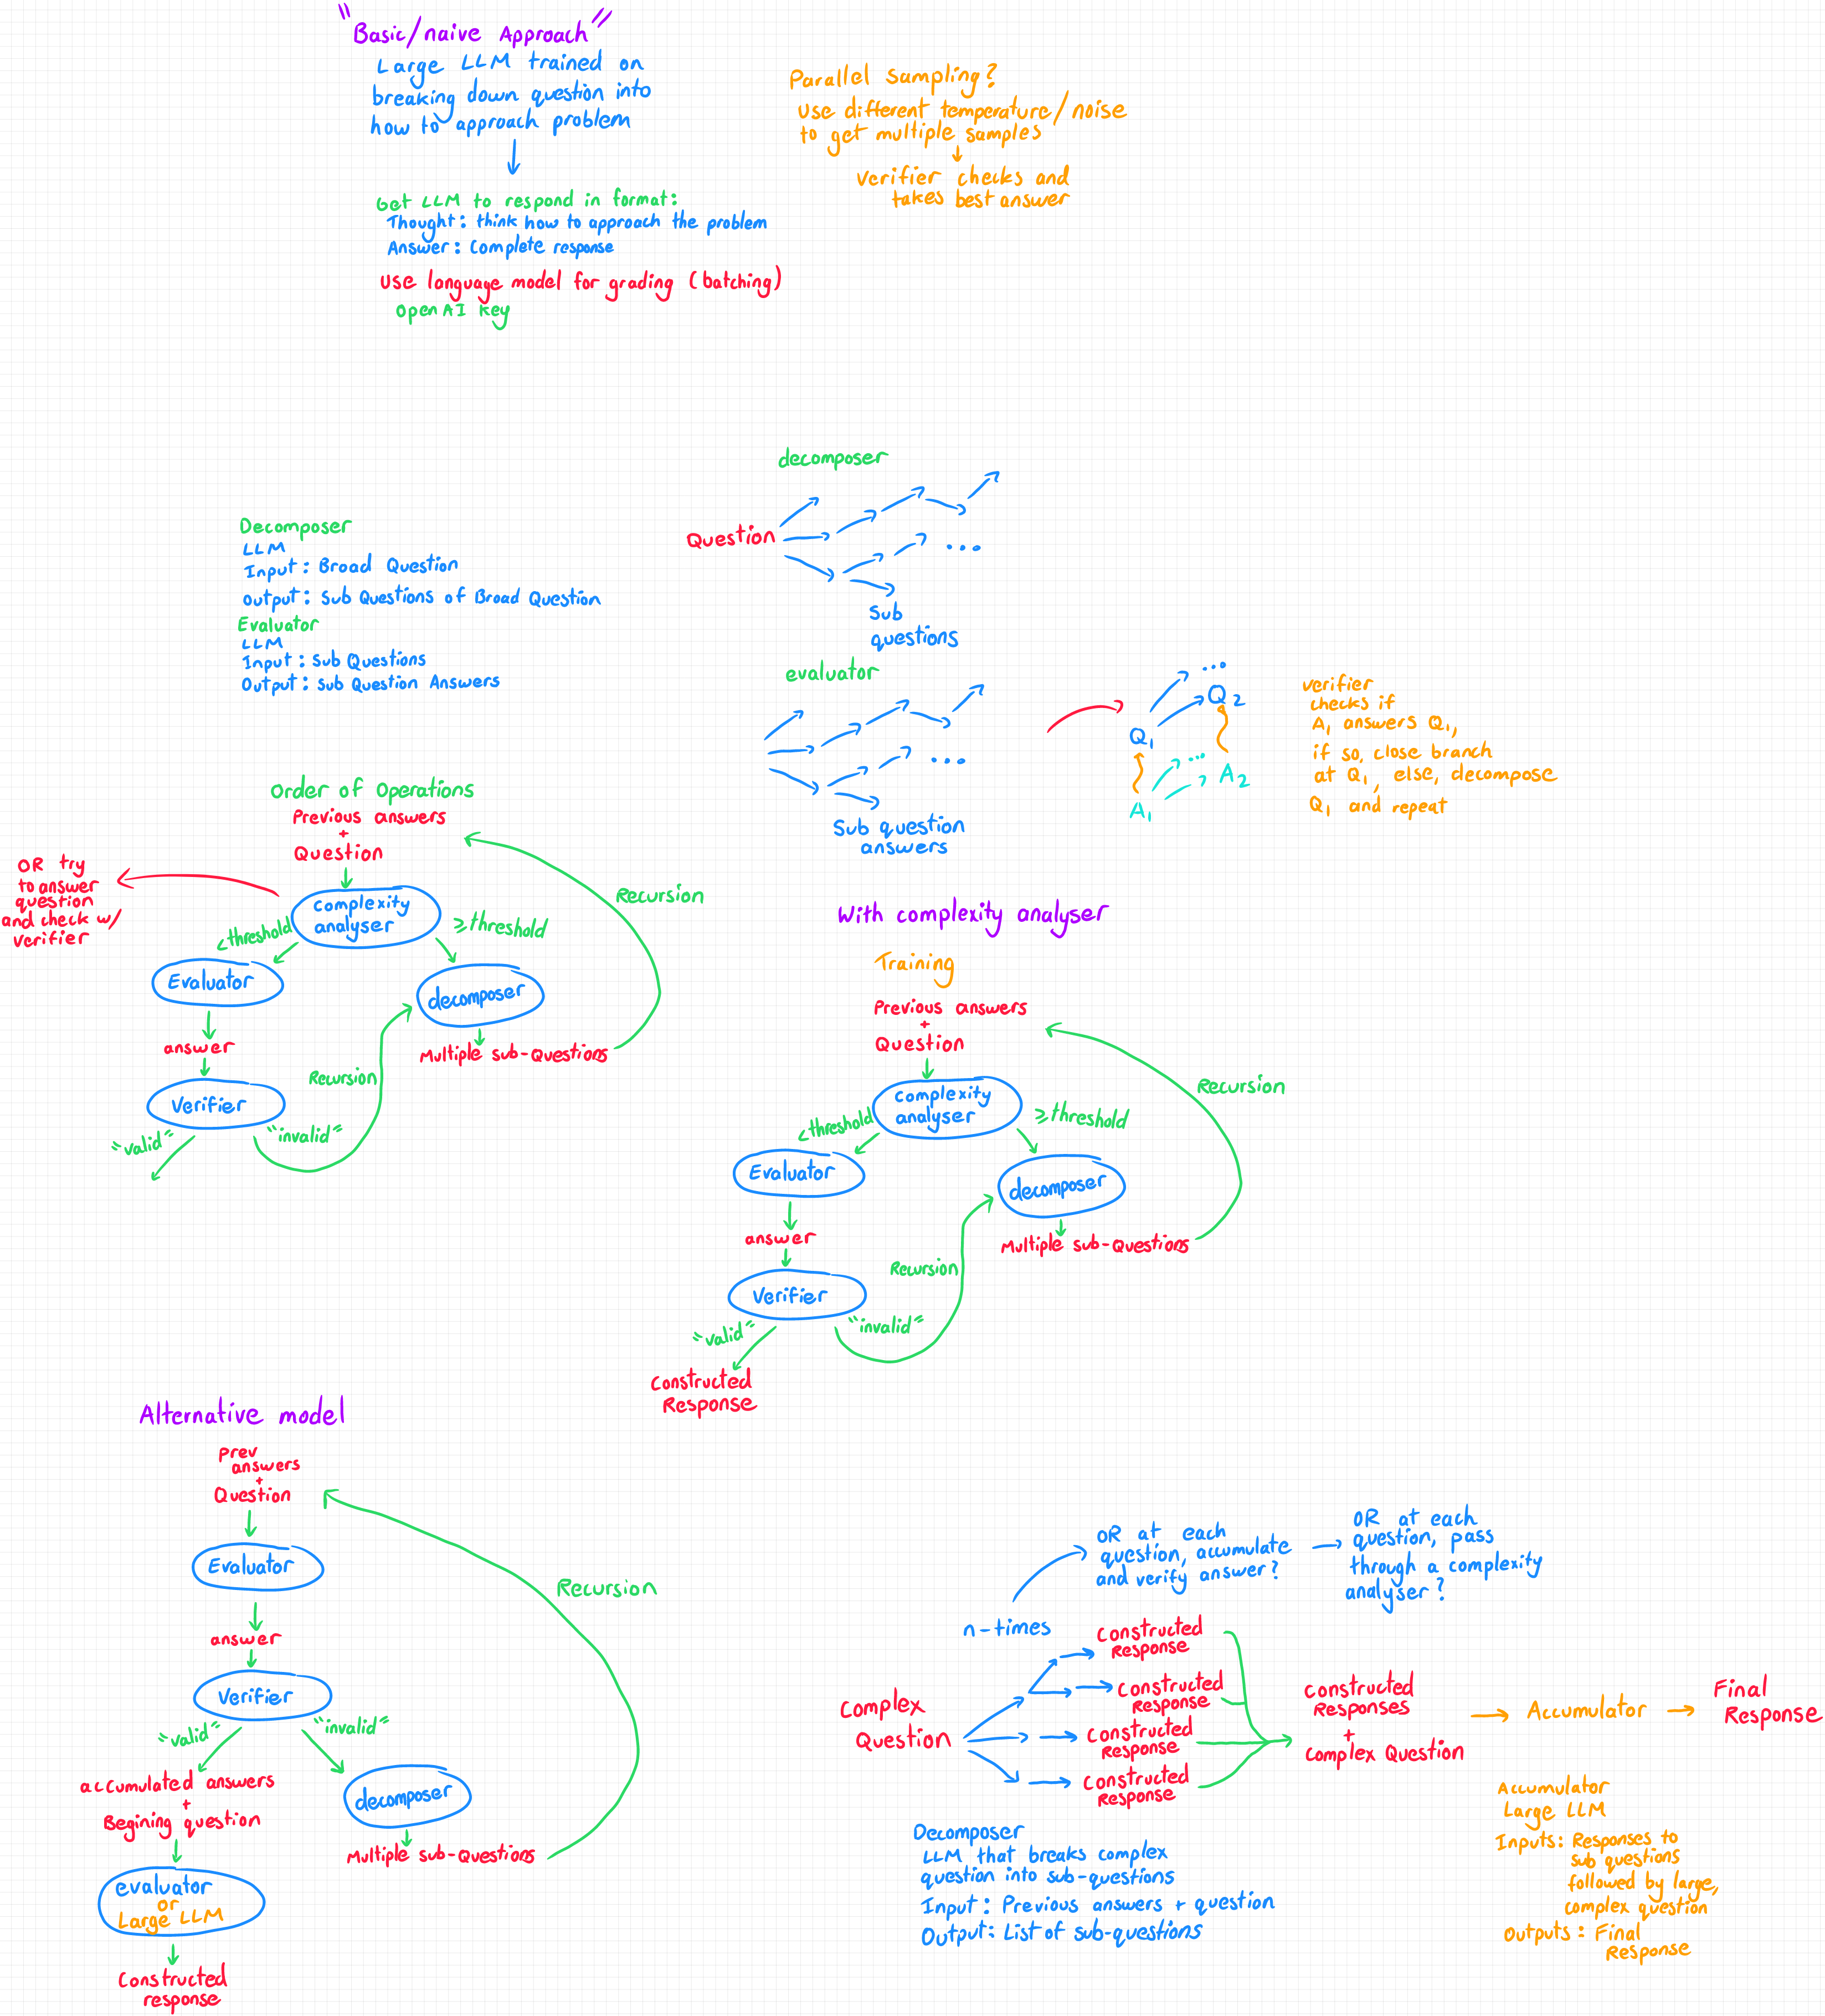 "Basic/naive Approach"
Large LLM trained on
breaking down question into
how to approach problem
Get LLM to respond in format:
Thought: think how to approach the problem
Answer: Complete response
Use language model for grading (batching)
OpenAI key
Parallel Sampling?
Use different temperature/noise
to get multiple samples
Verifier checks and
takes best answer
Decomposer
LLM
Input: Broad Question
Output: Sub Questions of Broad Question
Evaluator
LLM
Input: Sub Questions
Output: Sub Question Answers
decomposer
Question
...
Sub
questions
evaluator
...
Sub question
answers
...
Q2
Q1
...
A2
A1
verifier
checks if
A1 answers Q1,
if so, close branch
at Q1, else, decompose
Q1 and repeat
Order of Operations
Previous answers
+
Question
OR try
to answer
question
and check w/
verifier
Complexity
analyser
<threshold
≥threshold
Recursion
Evaluator
decomposer
answer
Multiple sub-Questions
Recursion
Verifier
"valid"
"invalid"
With complexity analyser
Training
Previous answers
+
Question
Complexity
analyser
<threshold
≥threshold
Recursion
Evaluator
decomposer
answer
Multiple sub-Questions
Recursion
Verifier
"valid"
"invalid"
Constructed
Response
Alternative model
Prev
answers
+
Question
Evaluator
Recursion
answer
Verifier
"valid"
"invalid"
accumulated answers
+
Begining question
decomposer
Multiple sub-Questions
evaluator
or
Large LLM
Constructed
response
OR at each
question, accumulate
and verify answer?
OR at each
question, pass
through a complexity
analyser?
n-times
Complex
Question
Constructed
Response
Constructed
Response
Constructed
Response
Constructed
Response
Constructed
Responses
+
Complex Question
Accumulator
Final
Response
Decomposer
LLM that breaks complex
question into sub-questions
Input: Previous answers + question
Output: List of sub-questions
Accumulator
Large LLM
Inputs: Responses to
sub questions
followed by large,
complex question
Outputs: Final
Response